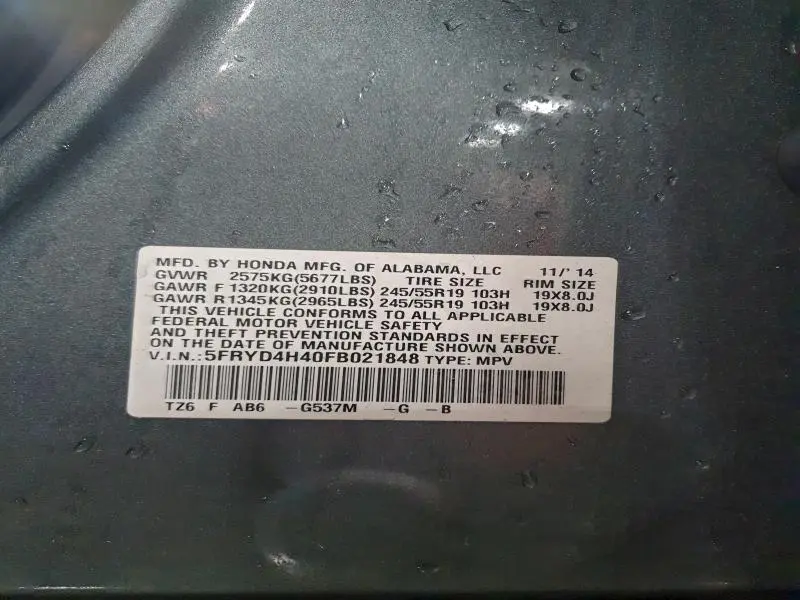 MFD. BY HONDA MFG. OF ALABAMA, LLC 11/'14
GVWR 2575KG(5677LBS) TIRE SIZE RIM SIZE
GAWR F 1320KG(2910LBS) 245/55R19 103H 19X8.0J
GAWR R1345KG(2965LBS) 245/55R19 103H 19X8.0J
THIS VEHICLE CONFORMS TO ALL APPLICABLE
FEDERAL MOTOR VEHICLE SAFETY
AND THEFT PREVENTION STANDARDS IN EFFECT
ON THE DATE OF MANUFACTURE SHOWN ABOVE.
V.I.N.:5FRYD4H40FB021848 TYPE: MPV
TZ6 F AB6 -G537M -G -B